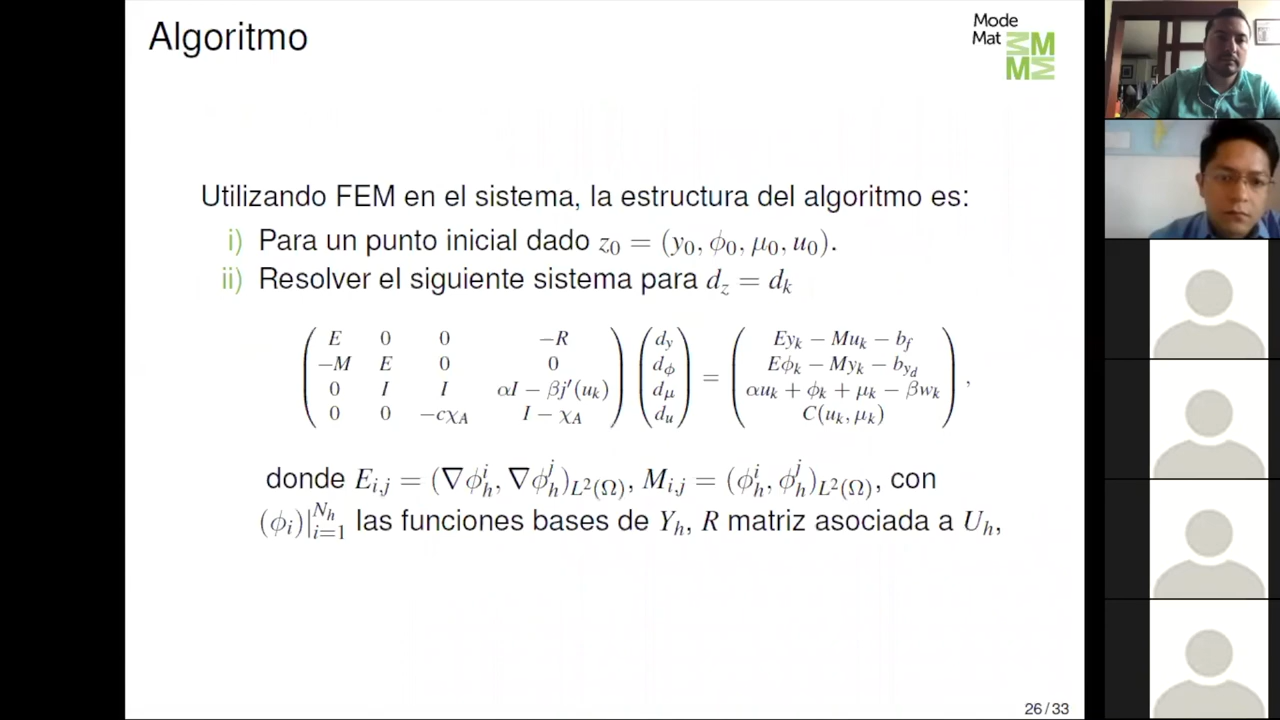 Algoritmo
Mode
Mat
M
M
Utilizando FEM en el sistema, la estructura del algoritmo es:
i) Para un punto inicial dado z₀ = (y₀, ϕ₀, μ₀, u₀).
ii) Resolver el siguiente sistema para d_z = d_k
( E 0 0 −R ) ( d_y ) = ( Ey_k − Mu_k − b_f )
( −M E 0 0 ) ( d_ϕ ) ( Eϕ_k − My_k − b_{y_d} )
( 0 I I αI − βj′(u_k) ) ( d_μ ) ( αu_k + ϕ_k + μ_k − βw_k ) ,
( 0 0 −cχ_A I − χ_A ) ( d_u ) ( C(u_k, μ_k) )
donde E_{i,j} = (∇ϕ_h^i, ∇ϕ_h^j)_{L²(Ω)}, M_{i,j} = (ϕ_h^i, ϕ_h^j)_{L²(Ω)}, con
(ϕ_i)|_{i=1}^{N_h} las funciones bases de Y_h, R matriz asociada a U_h,
26/33